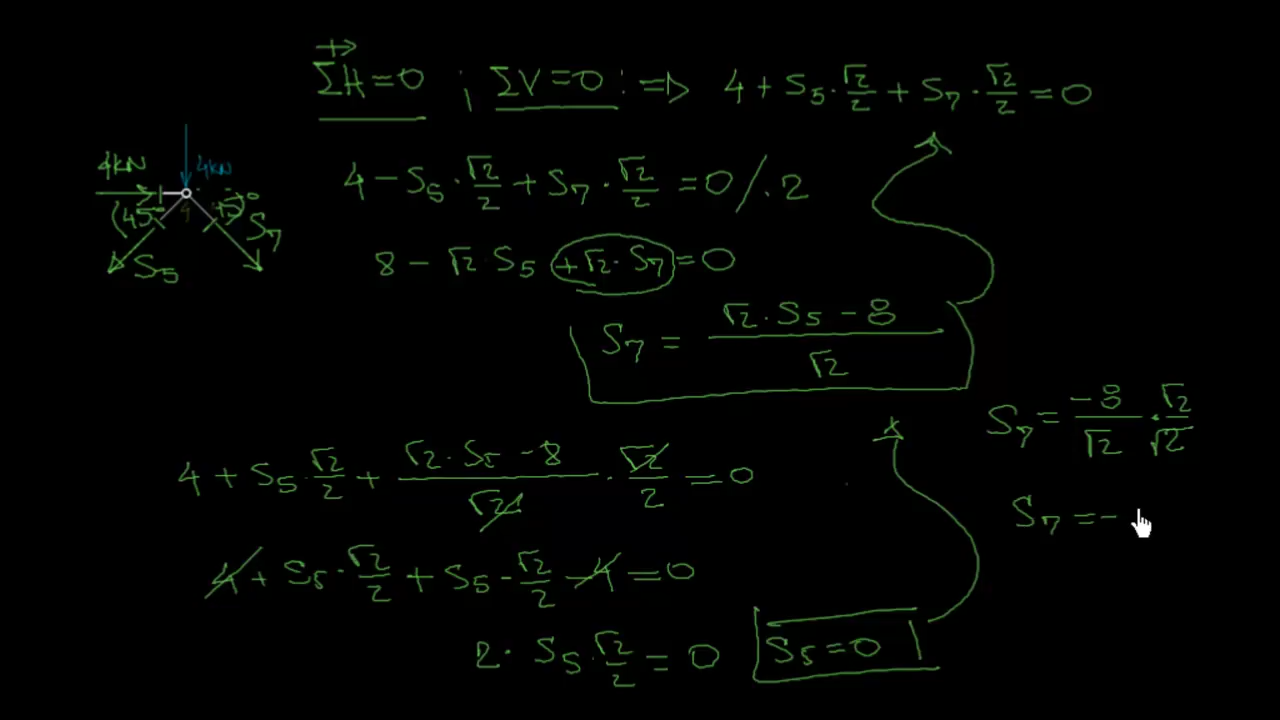 ΣH=0 ; ΣV=0 : => 4 + S₅·√2/2 + S₇·√2/2 = 0
4kN 4kN
4 - S₅·√2/2 + S₇·√2/2 = 0 /·2
(45° 4 45°
S₅ S₇
8 - √2·S₅ + √2·S₇ = 0
S₇ = (√2·S₅ - 8)/√2
S₇ = -8/√2 · √2/√2
4 + S₅·√2/2 + (√2·S₅ - 8)/√2 · √2/2 = 0
S₇ = -
4 + S₅·√2/2 + S₅·√2/2 - 4 = 0
2·S₅·√2/2 = 0 S₅ = 0